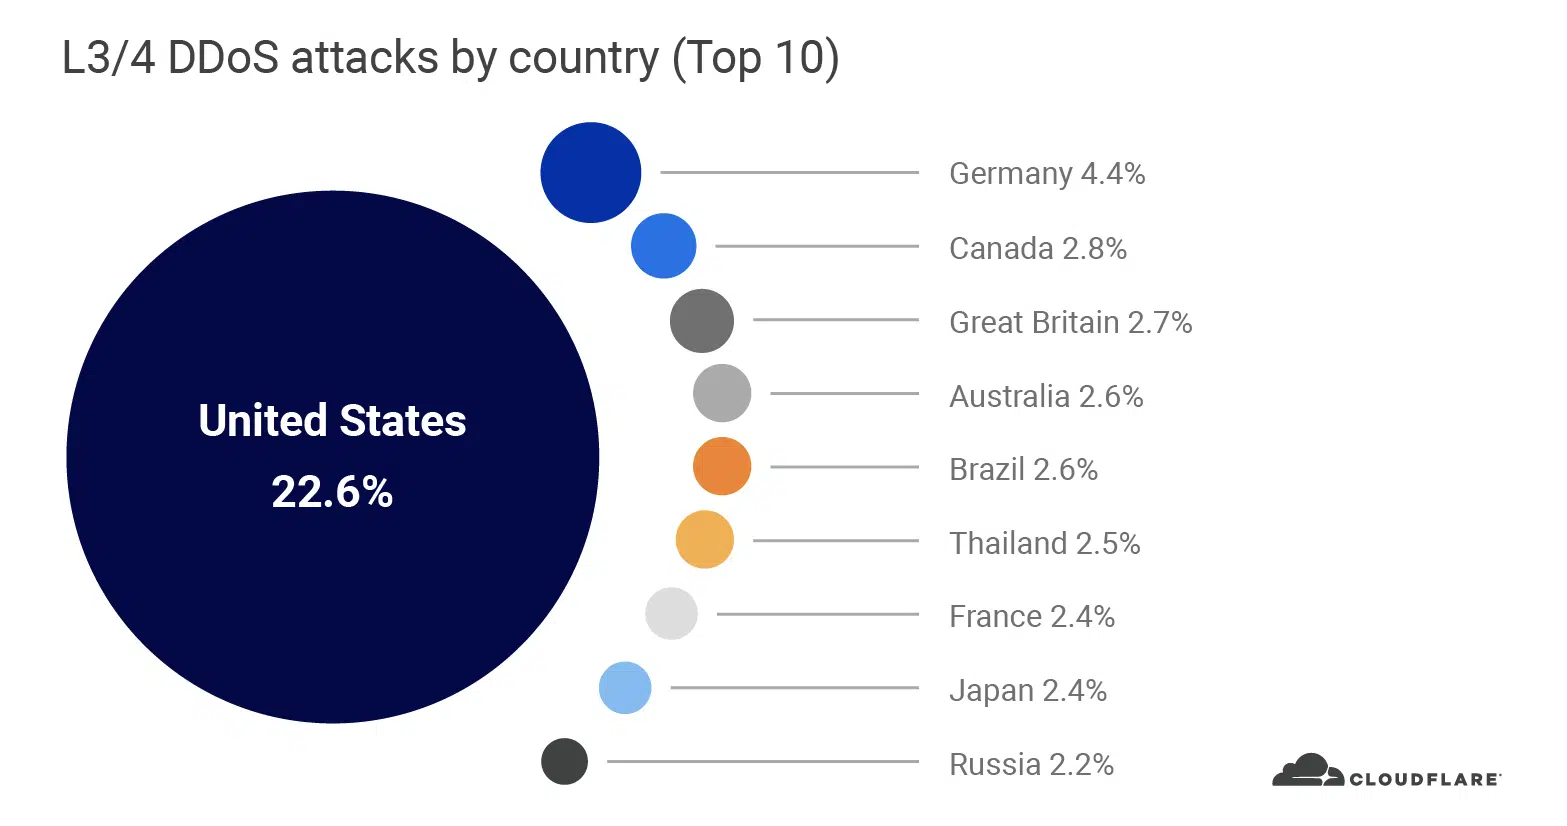 L3/4 DDoS attacks by country (Top 10)
United States
22.6%
Germany 4.4%
Canada 2.8%
Great Britain 2.7%
Australia 2.6%
Brazil 2.6%
Thailand 2.5%
France 2.4%
Japan 2.4%
Russia 2.2%
CLOUDFLARE